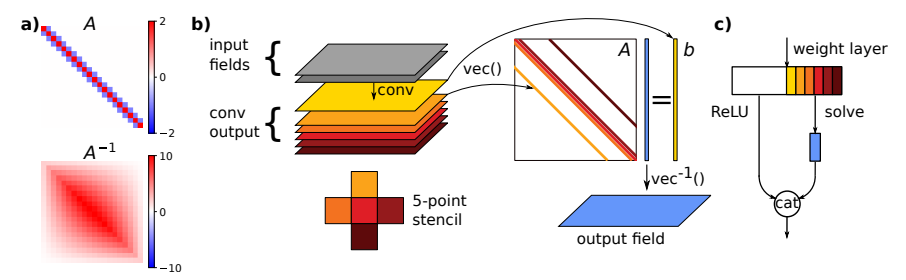 a)
A
2
0
−2
A⁻¹
10
0
−10
b)
input
fields
conv
output
conv
vec()
5-point
stencil
A
=
b
vec⁻¹()
output field
c)
weight layer
ReLU
solve
cat